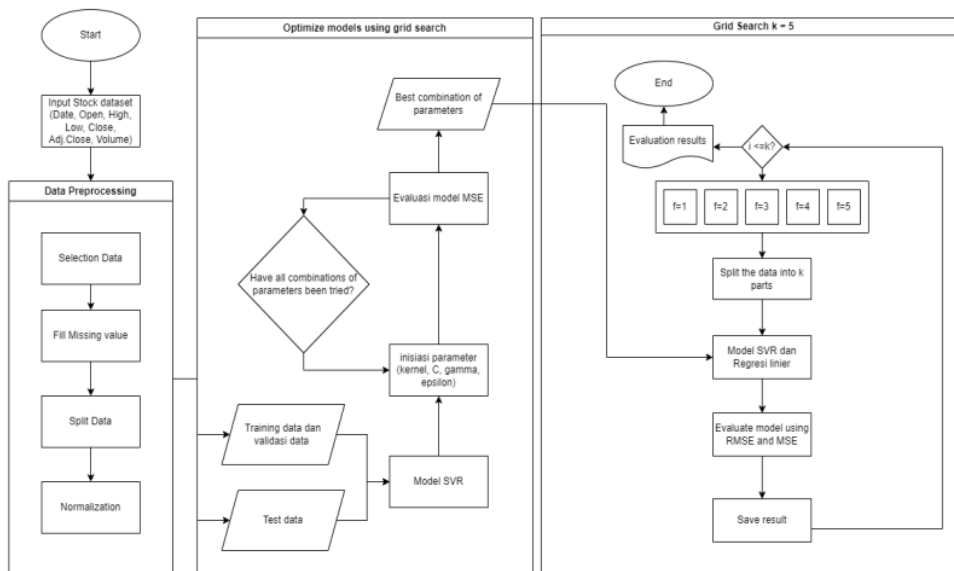 Start
Input Stock dataset
(Date, Open, High,
Low, Close,
Adj.Close, Volume)
Data Preprocessing
Selection Data
Fill Missing value
Split Data
Normalization
Optimize models using grid search
Best combination of
parameters
Evaluasi model MSE
Have all combinations of
parameters been tried?
inisiasi parameter
(kernel, C, gamma,
epsilon)
Training data dan
validasi data
Model SVR
Test data
Grid Search k = 5
End
Evaluation results
i <=k?
f=1
f=2
f=3
f=4
f=5
Split the data into k
parts
Model SVR dan
Regresi linier
Evaluate model using
RMSE and MSE
Save result